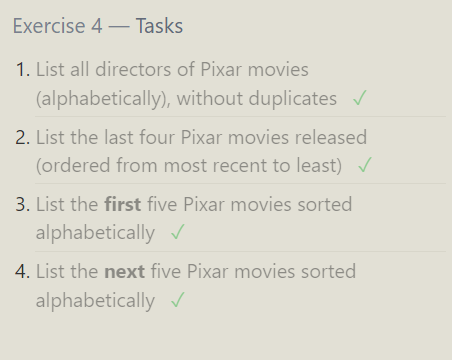 Exercise 4 — Tasks
1. List all directors of Pixar movies
(alphabetically), without duplicates ✓
2. List the last four Pixar movies released
(ordered from most recent to least) ✓
3. List the first five Pixar movies sorted
alphabetically ✓
4. List the next five Pixar movies sorted
alphabetically ✓